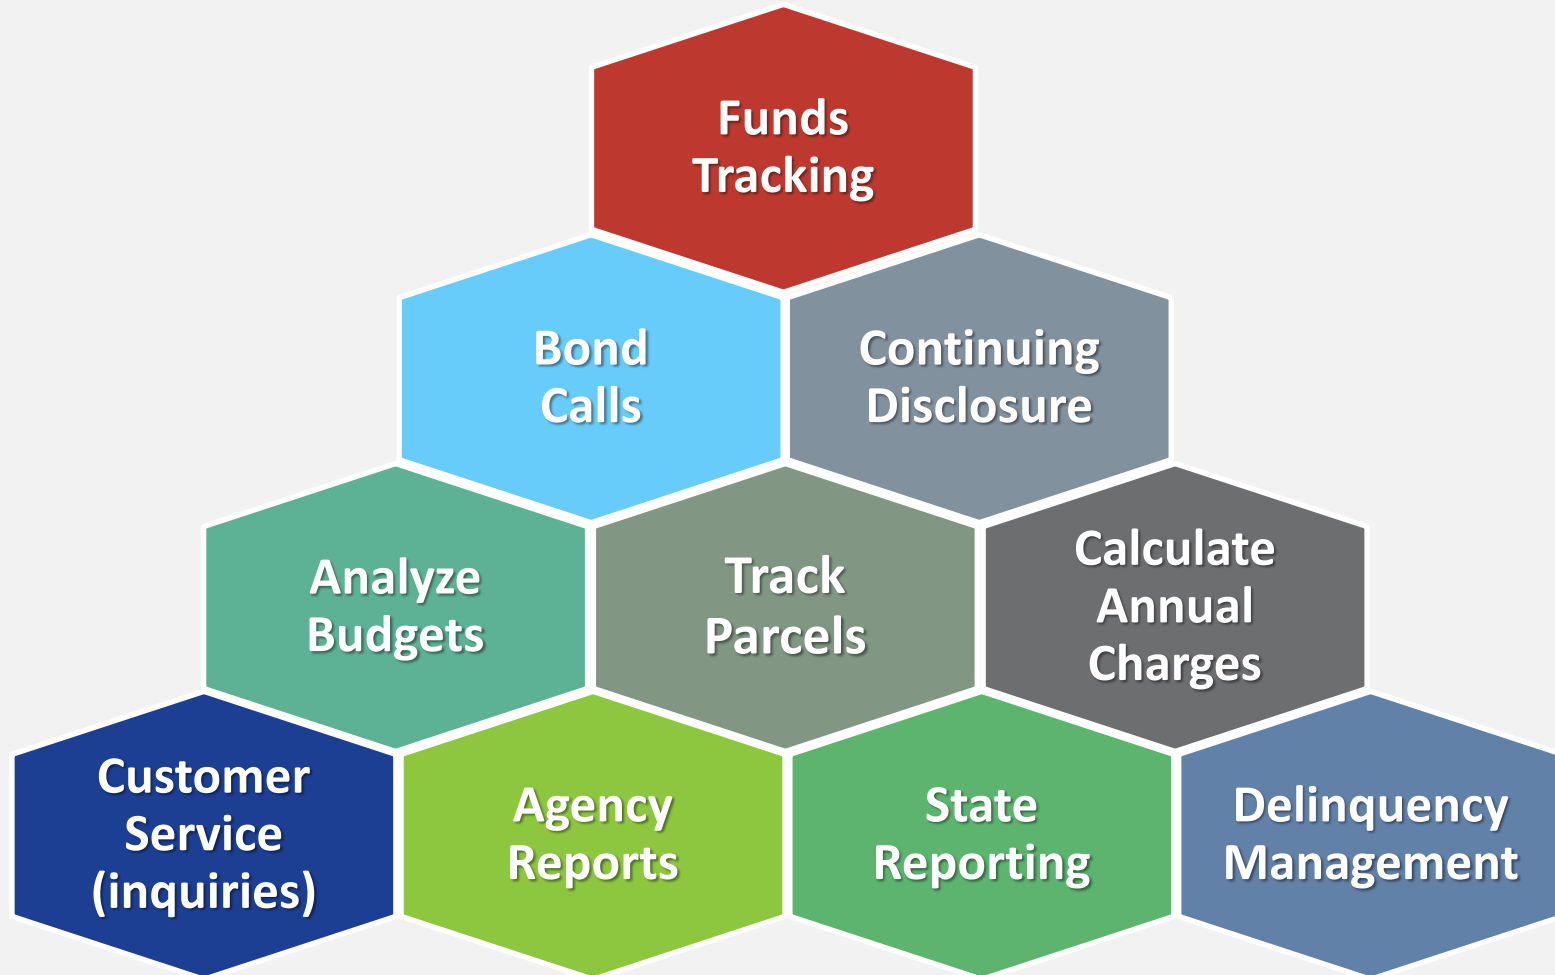 Funds
Tracking
Bond
Calls
Continuing
Disclosure
Analyze
Budgets
Track
Parcels
Calculate
Annual
Charges
Customer
Service
(inquiries)
Agency
Reports
State
Reporting
Delinquency
Management